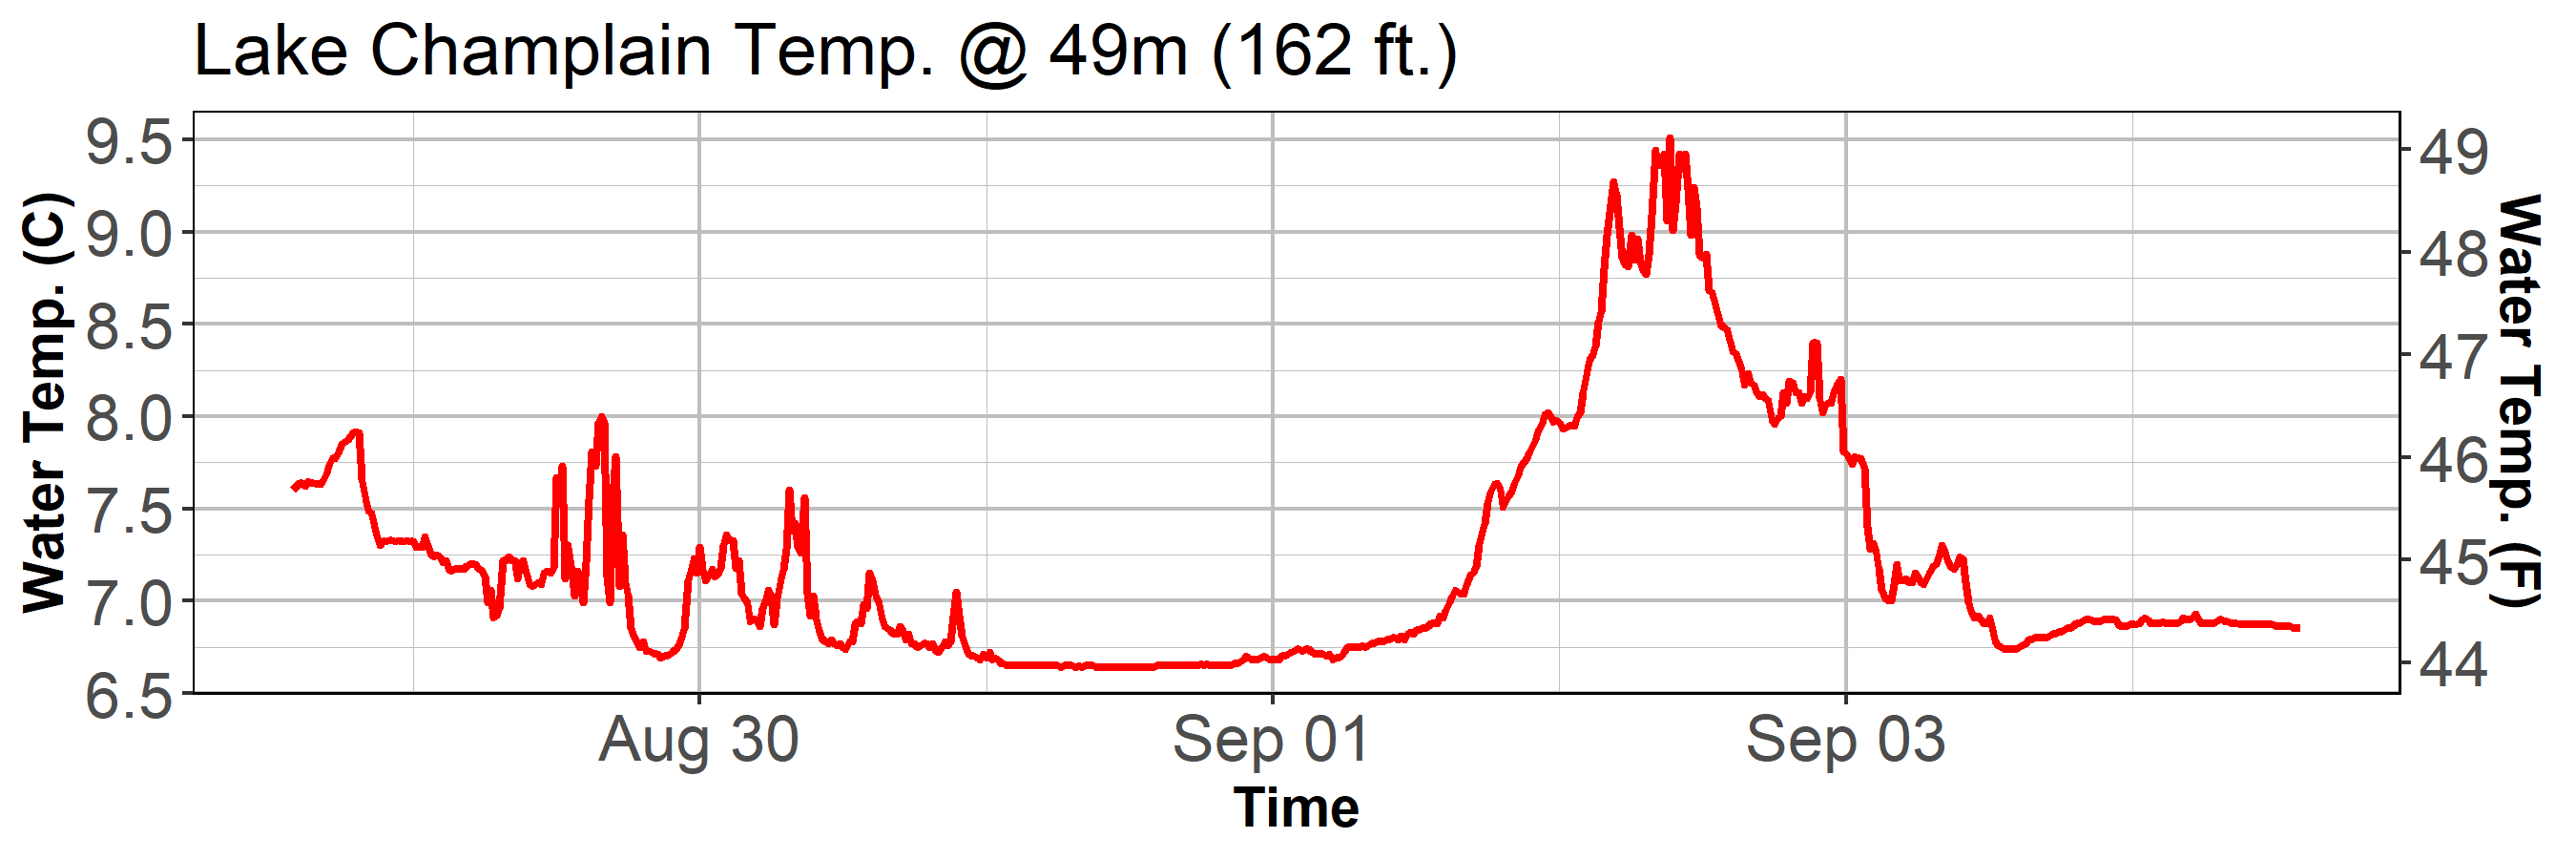 Lake Champlain Temp. @ 49m (162 ft.)
Water Temp. (C)
9.5
9.0
8.5
8.0
7.5
7.0
6.5
49
48
47
46
45
44
Water Temp. (F)
Aug 30 Sep 01 Sep 03
Time